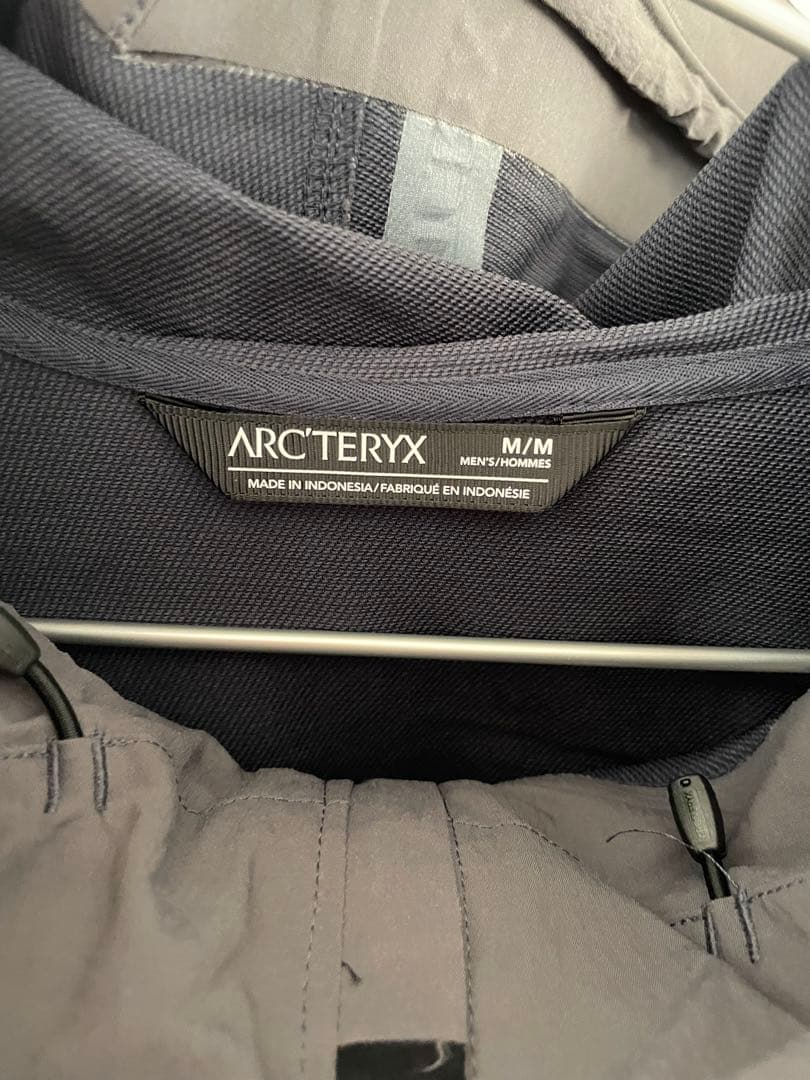 ARC'TERYX
M/M
MEN'S/HOMMES
MADE IN INDONESIA/FABRIQUÉ EN INDONÉSIE